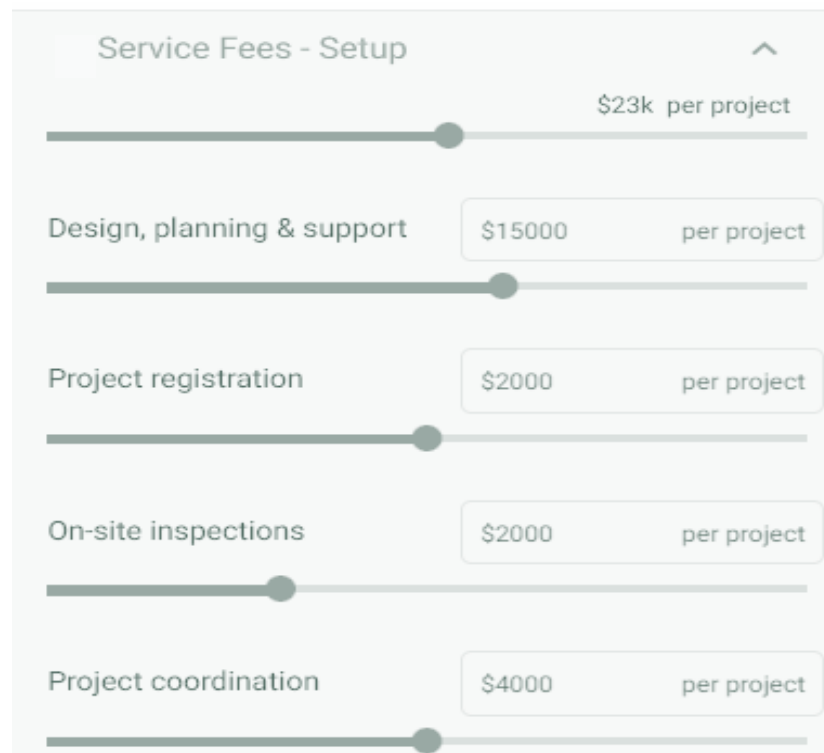 Service Fees - Setup
$23k per project
Design, planning & support $15000 per project
Project registration $2000 per project
On-site inspections $2000 per project
Project coordination $4000 per project